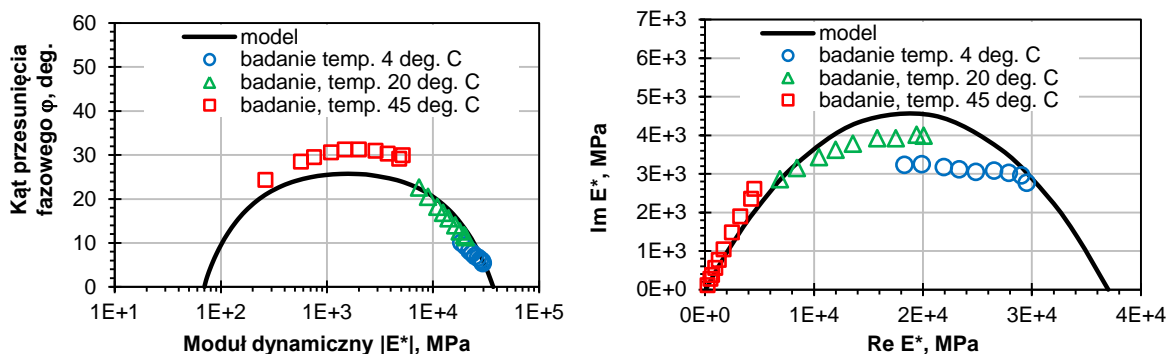 60
50
40
30
20
10
0
1E+1
1E+2
1E+3
1E+4
1E+5
Kąt przesunięcia
fazowego φ, deg.
Moduł dynamiczny |E*|, MPa
model
badanie temp. 4 deg. C
badanie, temp. 20 deg. C
badanie, temp. 45 deg. C
7E+3
6E+3
5E+3
4E+3
3E+3
2E+3
1E+3
0E+0
0E+0
1E+4
2E+4
3E+4
4E+4
Im E*, MPa
Re E*, MPa
model
badanie temp. 4 deg. C
badanie, temp. 20 deg. C
badanie, temp. 45 deg. C